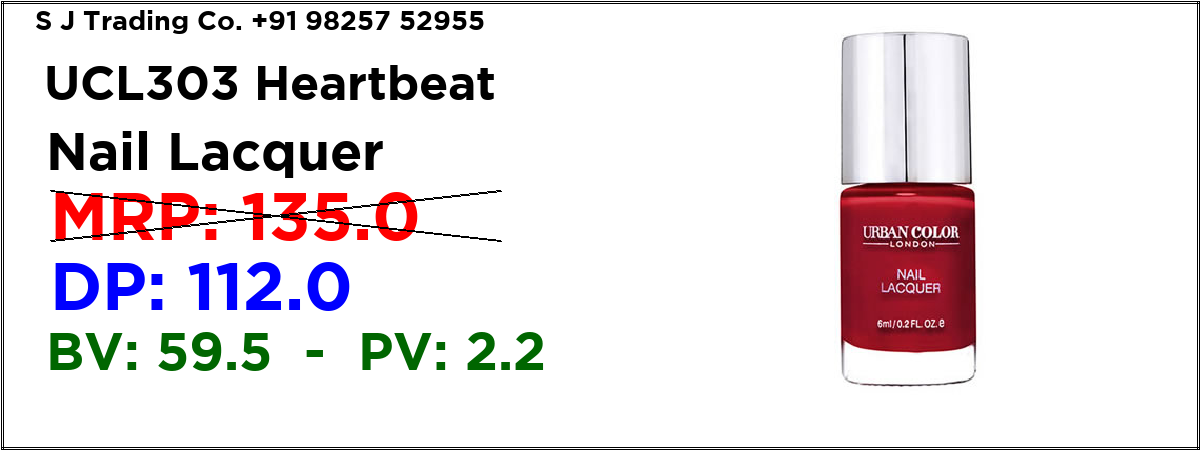 S J Trading Co. +91 98257 52955
UCL303 Heartbeat
Nail Lacquer
MRP: 135.0
DP: 112.0
BV: 59.5 - PV: 2.2
URBAN COLOR
LONDON
NAIL
LACQUER
6ml/0.2 FL. OZ. e